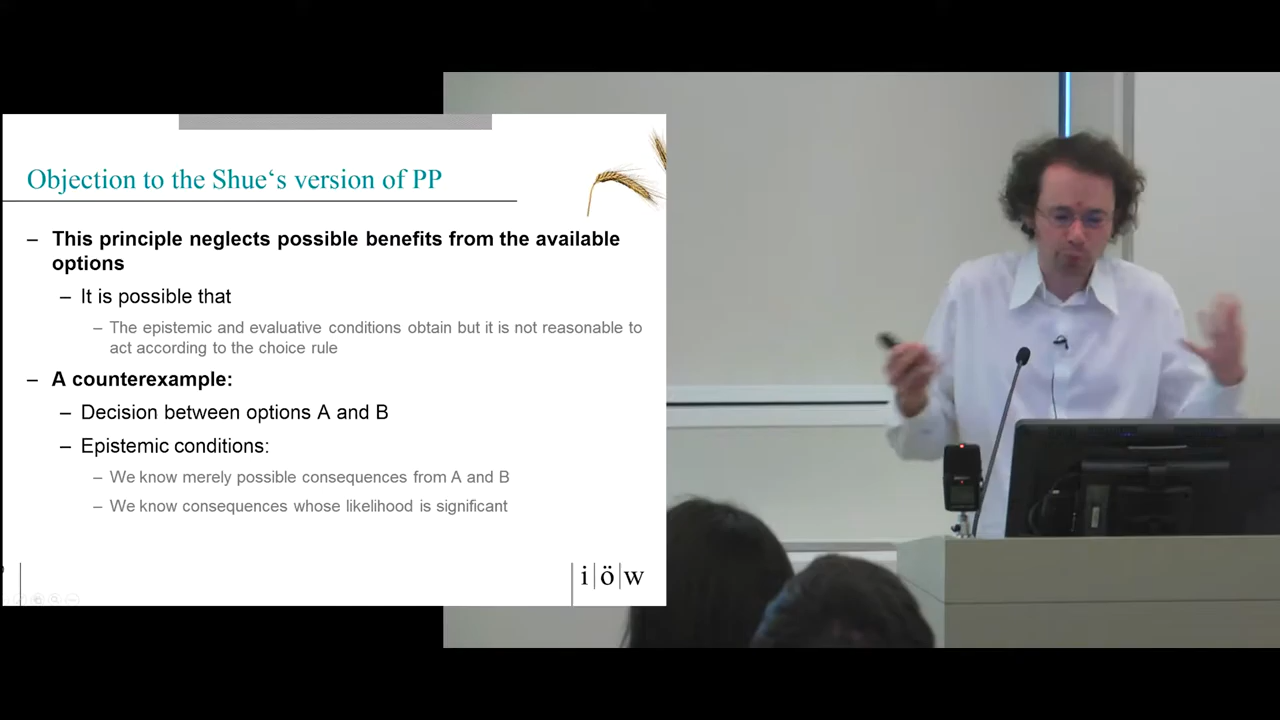 Objection to the Shue‘s version of PP
– This principle neglects possible benefits from the available
options
– It is possible that
– The epistemic and evaluative conditions obtain but it is not reasonable to
act according to the choice rule
– A counterexample:
– Decision between options A and B
– Epistemic conditions:
– We know merely possible consequences from A and B
– We know consequences whose likelihood is significant
i|ö|w